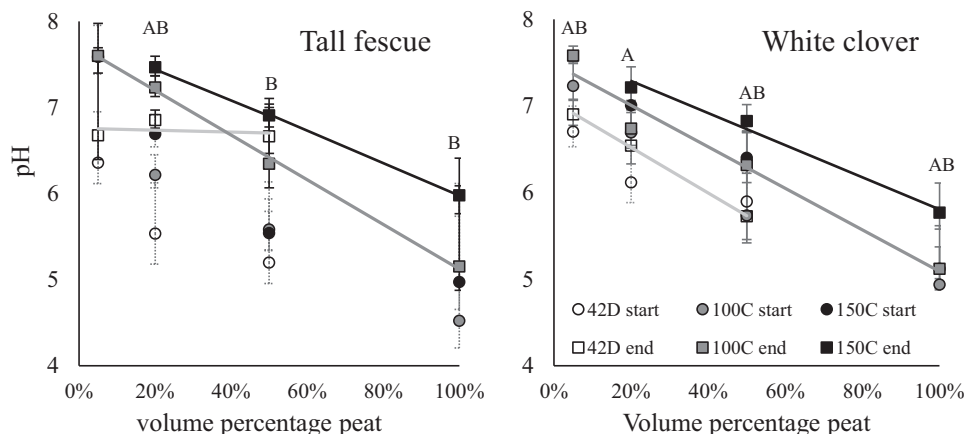 Tall fescue
8
7
6
5
4
pH
AB
B
B
0% 20% 40% 60% 80% 100%
volume percentage peat
White clover
8
7
6
5
4
AB
A
AB
AB
42D start 100C start 150C start
42D end 100C end 150C end
0% 20% 40% 60% 80% 100%
Volume percentage peat